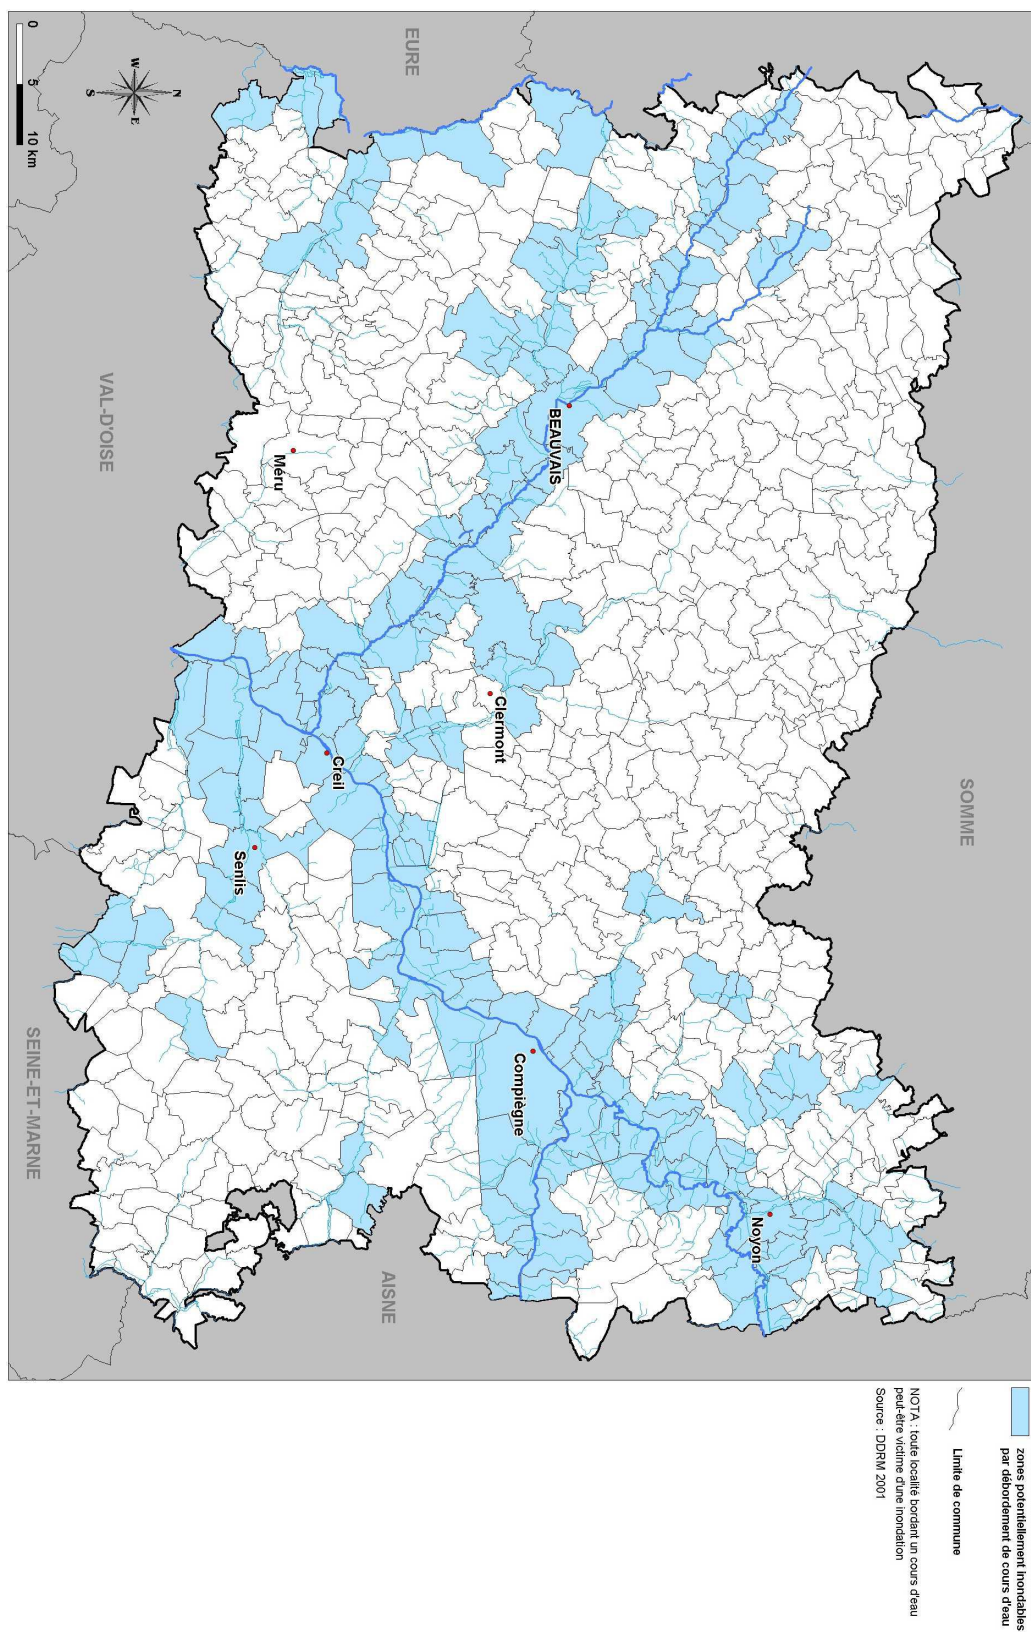 SOMME
EURE
VAL-D'OISE
SEINE-ET-MARNE
AISNE
BEAUVAIS
Méru
Clermont
Creil
Senlis
Compiègne
Noyon
N
W
E
S
0 5 10 km
zones potentiellement inondables
par débordement de cours d'eau
Limite de commune
NOTA : toute localité bordant un cours d'eau
peut-être victime d'une inondation
Source : DDRM 2001